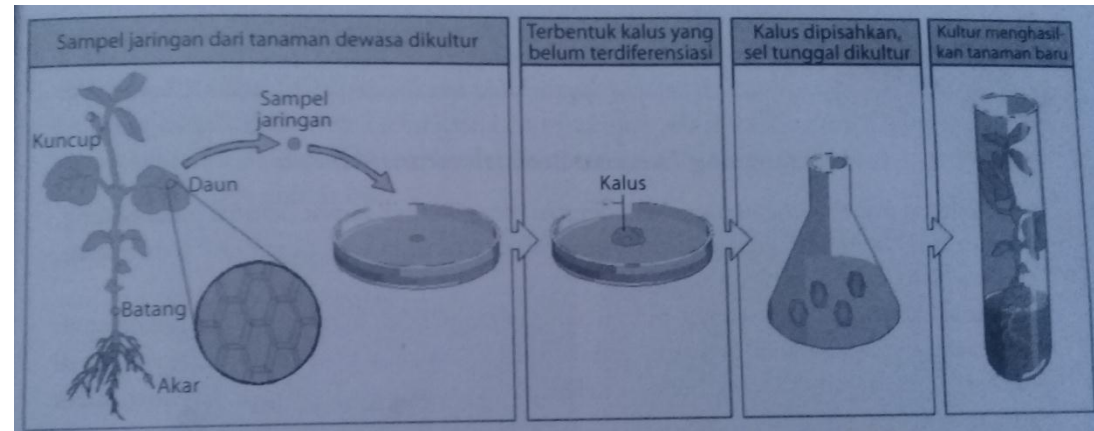 Sampel jaringan dari tanaman dewasa dikultur
Kuncup
Sampel
jaringan
Daun
Batang
Akar
Terbentuk kalus yang
belum terdiferensiasi
Kalus
Kalus dipisahkan,
sel tunggal dikultur
Kultur menghasil-
kan tanaman baru